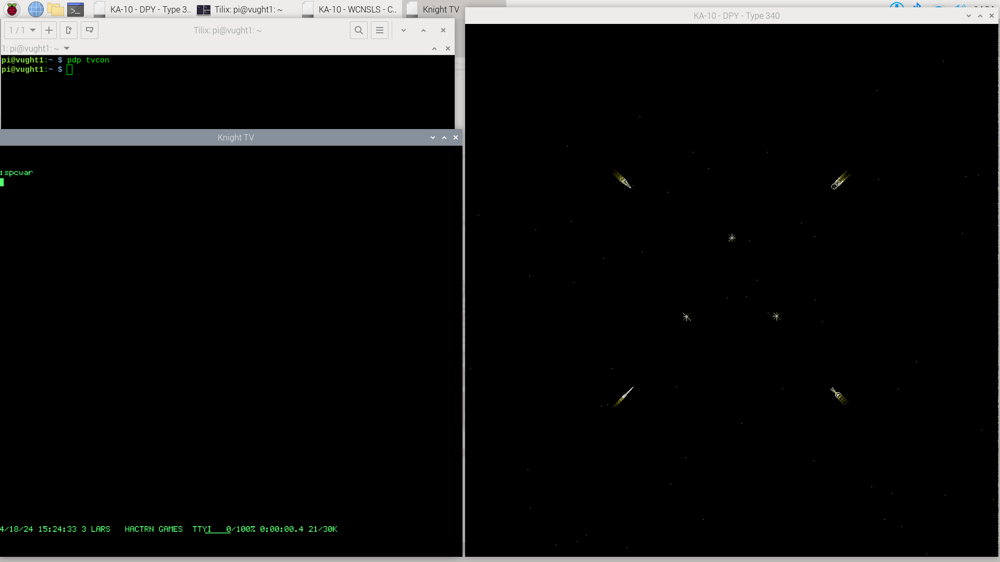 KA-10 - DPY - Type 3..
Tilix: pi@vught1: ~
KA-10 - WCNSLS - C..
Knight TV
KA-10 - DPY - Type 340
1 / 1
Tilix: pi@vught1: ~
1: pi@vught1: ~
pi@vught1:~ $ pdp tvcon
pi@vught1:~ $
Knight TV
:spcwar
4/18/24 15:24:33 3 LARS   HACTRN GAMES  TTYI   0/100% 0:00:00.4 21/30K